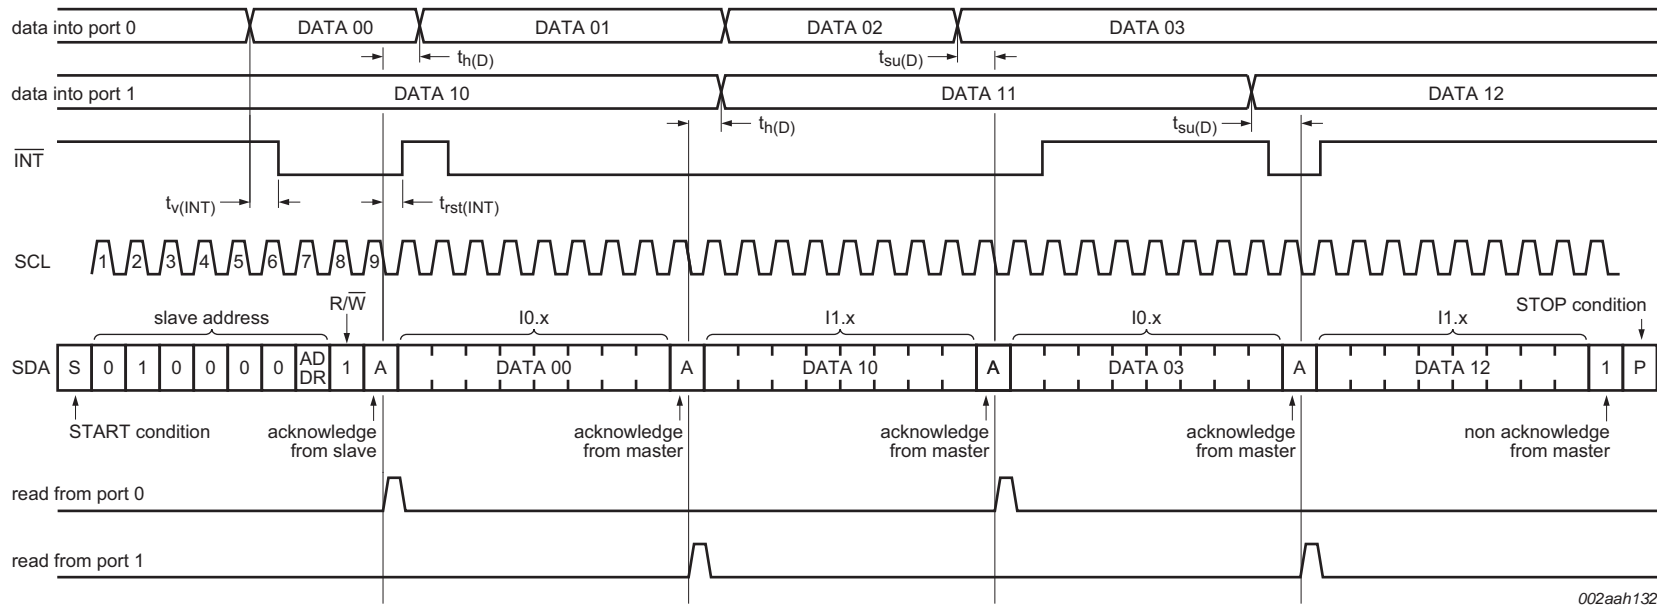 data into port 0 DATA 00 DATA 01 DATA 02 DATA 03
th(D) tsu(D)
data into port 1 DATA 10 DATA 11 DATA 12
th(D) tsu(D)
INT
tv(INT) trst(INT)
SCL 1 2 3 4 5 6 7 8 9
R/W
STOP condition
slave address I0.x I1.x I0.x I1.x
SDA S 0 1 0 0 0 0 AD DR 1 A DATA 00 A DATA 10 A DATA 03 A DATA 12 1 P
START condition
acknowledge from slave
acknowledge from master
acknowledge from master
acknowledge from master
non acknowledge from master
read from port 0
read from port 1
002aah132